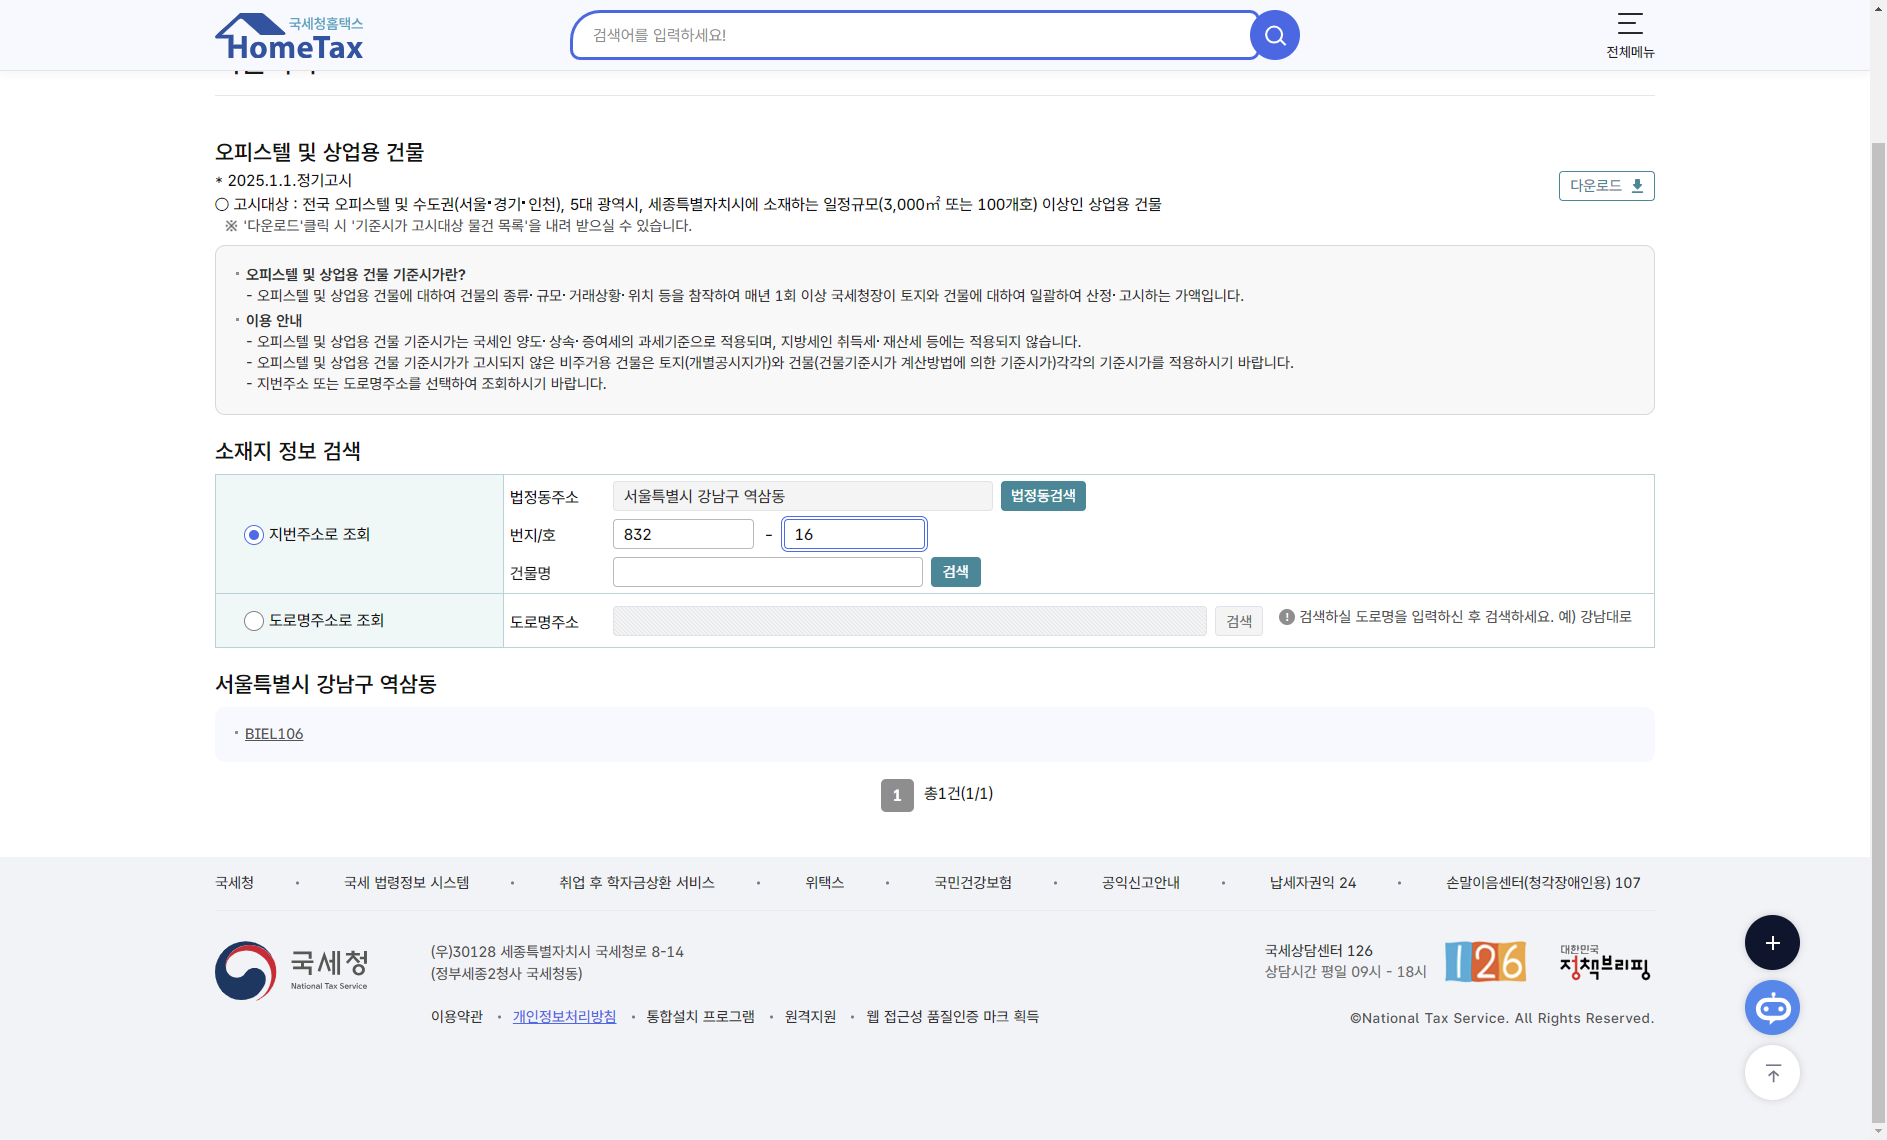 국세청홈택스
HomeTax
검색어를 입력하세요!
전체메뉴
오피스텔 및 상업용 건물
* 2025.1.1.정기고시
다운로드
○ 고시대상 : 전국 오피스텔 및 수도권(서울·경기·인천), 5대 광역시, 세종특별자치시에 소재하는 일정규모(3,000㎡ 또는 100개호) 이상인 상업용 건물
※ '다운로드'클릭 시 '기준시가 고시대상 물건 목록'을 내려 받으실 수 있습니다.
· 오피스텔 및 상업용 건물 기준시가란?
- 오피스텔 및 상업용 건물에 대하여 건물의 종류·규모·거래상황·위치 등을 참작하여 매년 1회 이상 국세청장이 토지와 건물에 대하여 일괄하여 산정·고시하는 가액입니다.
· 이용 안내
- 오피스텔 및 상업용 건물 기준시가는 국세인 양도·상속·증여세의 과세기준으로 적용되며, 지방세인 취득세·재산세 등에는 적용되지 않습니다.
- 오피스텔 및 상업용 건물 기준시가가 고시되지 않은 비주거용 건물은 토지(개별공시지가)와 건물(건물기준시가 계산방법에 의한 기준시가)각각의 기준시가를 적용하시기 바랍니다.
- 지번주소 또는 도로명주소를 선택하여 조회하시기 바랍니다.
소재지 정보 검색
지번주소로 조회
법정동주소 서울특별시 강남구 역삼동 법정동검색
번지/호 832 - 16
건물명 검색
도로명주소로 조회
도로명주소 검색 ! 검색하실 도로명을 입력하신 후 검색하세요. 예) 강남대로
서울특별시 강남구 역삼동
· BIEL106
1 총1건(1/1)
국세청 · 국세 법령정보 시스템 · 취업 후 학자금상환 서비스 · 위택스 · 국민건강보험 · 공익신고안내 · 납세자권익 24 · 손말이음센터(청각장애인용) 107
국세청
National Tax Service
(우)30128 세종특별자치시 국세청로 8-14
(정부세종2청사 국세청동)
이용약관 · 개인정보처리방침 · 통합설치 프로그램 · 원격지원 · 웹 접근성 품질인증 마크 획득
국세상담센터 126
상담시간 평일 09시 - 18시
126
대한민국
정책브리핑
©National Tax Service. All Rights Reserved.